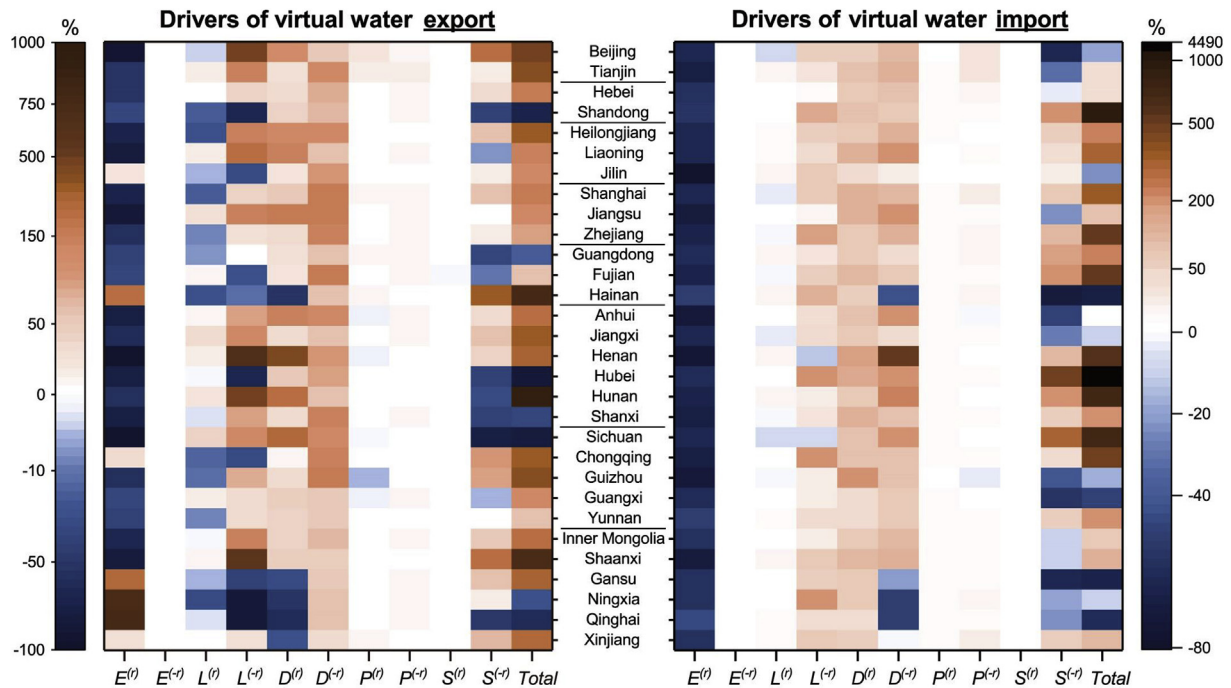 Drivers of virtual water export
Drivers of virtual water import
%
1000
750
500
150
50
0
-10
-50
-100
Beijing
Tianjin
Hebei
Shandong
Heilongjiang
Liaoning
Jilin
Shanghai
Jiangsu
Zhejiang
Guangdong
Fujian
Hainan
Anhui
Jiangxi
Henan
Hubei
Hunan
Shanxi
Sichuan
Chongqing
Guizhou
Guangxi
Yunnan
Inner Mongolia
Shaanxi
Gansu
Ningxia
Qinghai
Xinjiang
%
4490
1000
500
200
50
0
-20
-50
-80
E(r) E(-r) L(r) L(-r) D(r) D(-r) P(r) P(-r) S(r) S(-r) Total
E(r) E(-r) L(r) L(-r) D(r) D(-r) P(r) P(-r) S(r) S(-r) Total